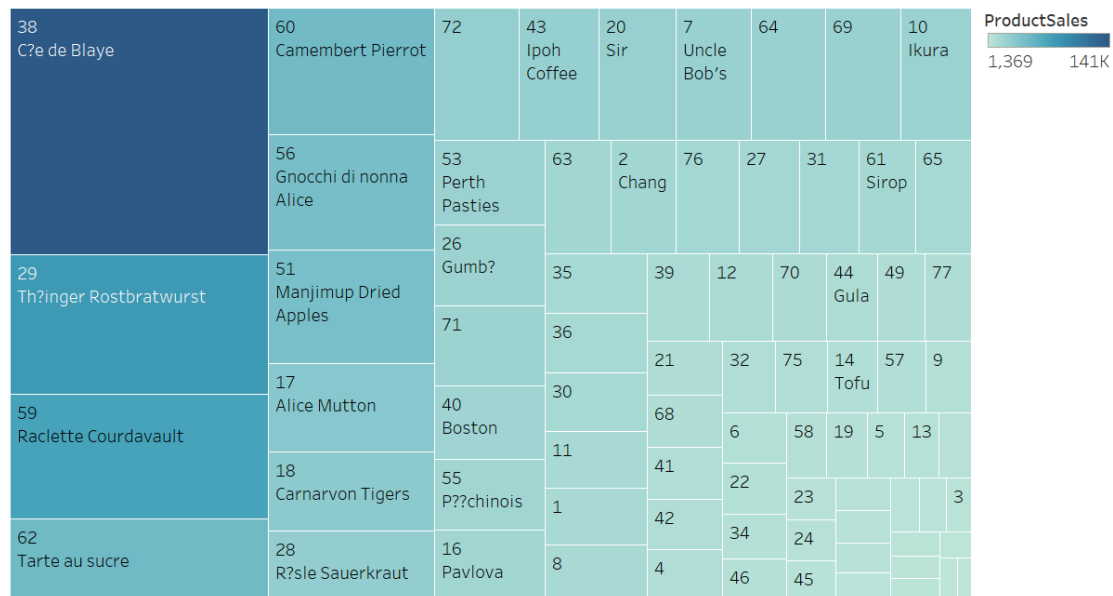 38
C?e de Blaye
29
Th?inger Rostbratwurst
59
Raclette Courdavault
62
Tarte au sucre
60
Camembert Pierrot
56
Gnocchi di nonna
Alice
51
Manjimup Dried
Apples
17
Alice Mutton
18
Carnarvon Tigers
28
R?sle Sauerkraut
72
43
Ipoh
Coffee
20
Sir
7
Uncle
Bob's
64
69
10
Ikura
53
Perth
Pasties
26
Gumb?
71
40
Boston
55
P??chinois
16
Pavlova
63
2
Chang
76
27
31
61
Sirop
65
35
36
30
11
1
8
39
12
70
44
Gula
49
77
21
68
41
42
4
32
75
14
Tofu
57
9
6
22
34
46
58
19
5
13
23
24
45
3
ProductSales
1,369
141K